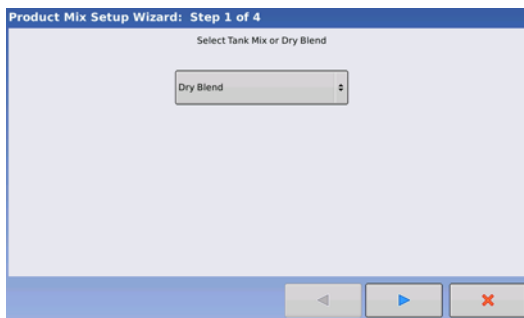 Product Mix Setup Wizard: Step 1 of 4
Select Tank Mix or Dry Blend
Dry Blend